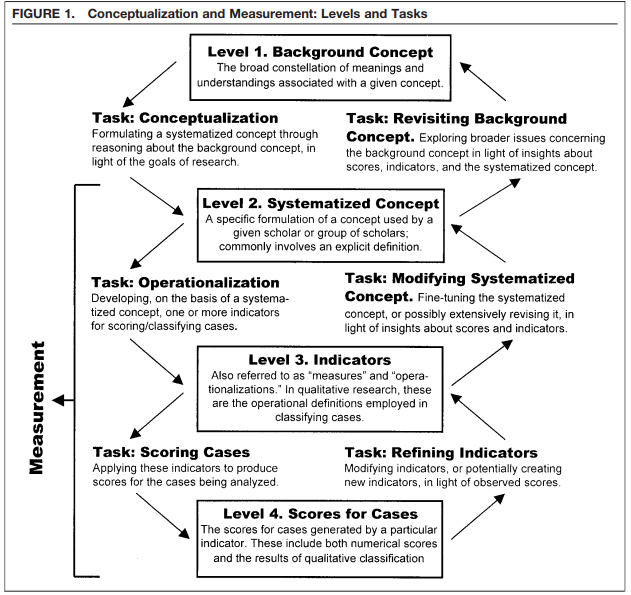 FIGURE 1. Conceptualization and Measurement: Levels and Tasks
Level 1. Background Concept
The broad constellation of meanings and
understandings associated with a given concept.
Task: Conceptualization
Formulating a systematized concept through
reasoning about the background concept, in
light of the goals of research.
Task: Revisiting Background
Concept. Exploring broader issues concerning
the background concept in light of insights about
scores, indicators, and the systematized concept.
Level 2. Systematized Concept
A specific formulation of a concept used by a
given scholar or group of scholars;
commonly involves an explicit definition.
Task: Operationalization
Developing, on the basis of a systema-
tized concept, one or more indicators
for scoring/classifying cases.
Task: Modifying Systematized
Concept. Fine-tuning the systematized
concept, or possibly extensively revising it, in
light of insights about scores and indicators.
Measurement
Level 3. Indicators
Also referred to as “measures” and “opera-
tionalizations.” In qualitative research, these
are the operational definitions employed in
classifying cases.
Task: Scoring Cases
Applying these indicators to produce
scores for the cases being analyzed.
Task: Refining Indicators
Modifying indicators, or potentially creating
new indicators, in light of observed scores.
Level 4. Scores for Cases
The scores for cases generated by a particular
indicator. These include both numerical scores
and the results of qualitative classification